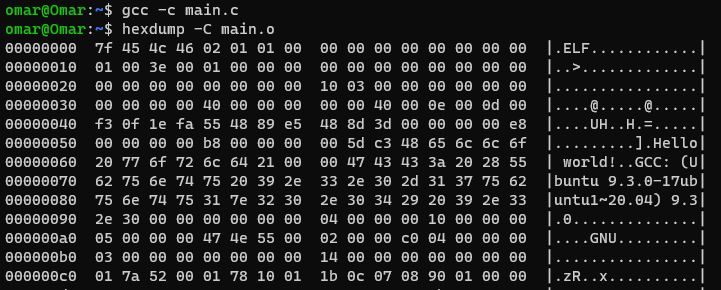 omar@Omar:~$ gcc -c main.c
omar@Omar:~$ hexdump -C main.o
00000000  7f 45 4c 46 02 01 01 00  00 00 00 00 00 00 00 00  |.ELF............|
00000010  01 00 3e 00 01 00 00 00  00 00 00 00 00 00 00 00  |..>.............|
00000020  00 00 00 00 00 00 00 00  10 03 00 00 00 00 00 00  |................|
00000030  00 00 00 00 40 00 00 00  00 00 40 00 0e 00 0d 00  |....@.....@.....|
00000040  f3 0f 1e fa 55 48 89 e5  48 8d 3d 00 00 00 00 e8  |....UH..H.=.....|
00000050  00 00 00 00 b8 00 00 00  00 5d c3 48 65 6c 6c 6f  |.........].Hello|
00000060  20 77 6f 72 6c 64 21 00  00 47 43 43 3a 20 28 55  | world!..GCC: (U|
00000070  62 75 6e 74 75 20 39 2e  33 2e 30 2d 31 37 75 62  |buntu 9.3.0-17ub|
00000080  75 6e 74 75 31 7e 32 30  2e 30 34 29 20 39 2e 33  |untu1~20.04) 9.3|
00000090  2e 30 00 00 00 00 00 00  04 00 00 00 10 00 00 00  |.0..............|
000000a0  05 00 00 00 47 4e 55 00  02 00 00 c0 04 00 00 00  |....GNU.........|
000000b0  03 00 00 00 00 00 00 00  14 00 00 00 00 00 00 00  |................|
000000c0  01 7a 52 00 01 78 10 01  1b 0c 07 08 90 01 00 00  |.zR..x..........|